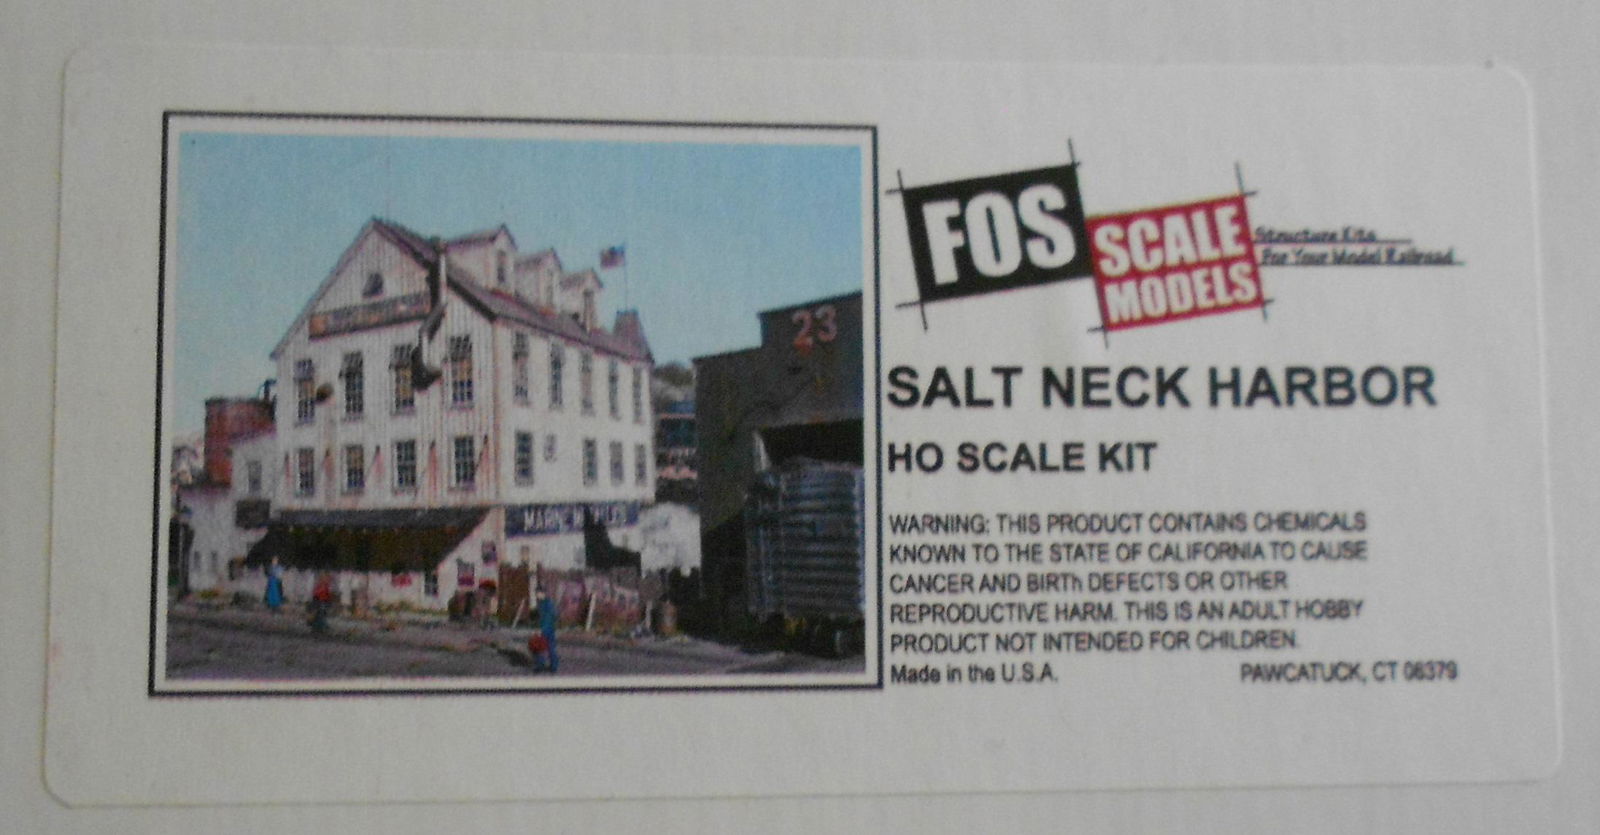 FOS
SCALE
MODELS
Structure Kits
For Your Model Railroad
23
SALT NECK HARBOR
HO SCALE KIT
WARNING: THIS PRODUCT CONTAINS CHEMICALS
KNOWN TO THE STATE OF CALIFORNIA TO CAUSE
CANCER AND BIRTh DEFECTS OR OTHER
REPRODUCTIVE HARM. THIS IS AN ADULT HOBBY
PRODUCT NOT INTENDED FOR CHILDREN.
Made in the U.S.A. PAWCATUCK, CT 06379